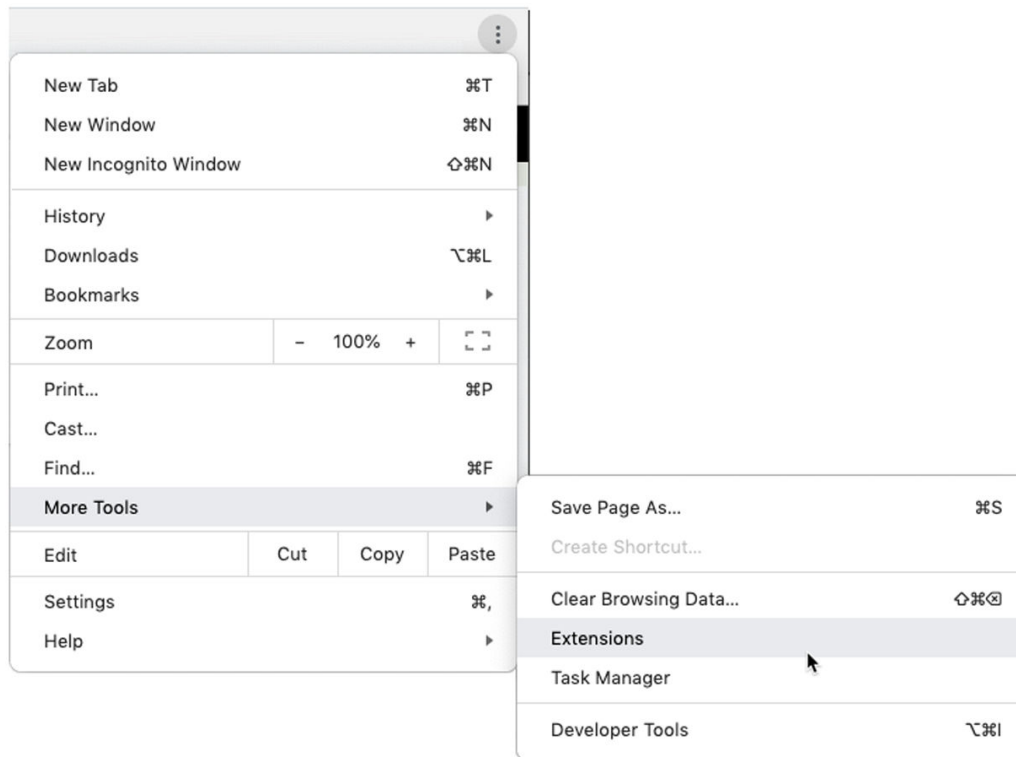 New Tab ⌘T
New Window ⌘N
New Incognito Window ⇧⌘N
History
Downloads ⌥⌘L
Bookmarks
Zoom - 100% +
Print... ⌘P
Cast...
Find... ⌘F
More Tools
Edit Cut Copy Paste
Settings ⌘,
Help
Save Page As... ⌘S
Create Shortcut...
Clear Browsing Data... ⇧⌘⌫
Extensions
Task Manager
Developer Tools ⌥⌘I